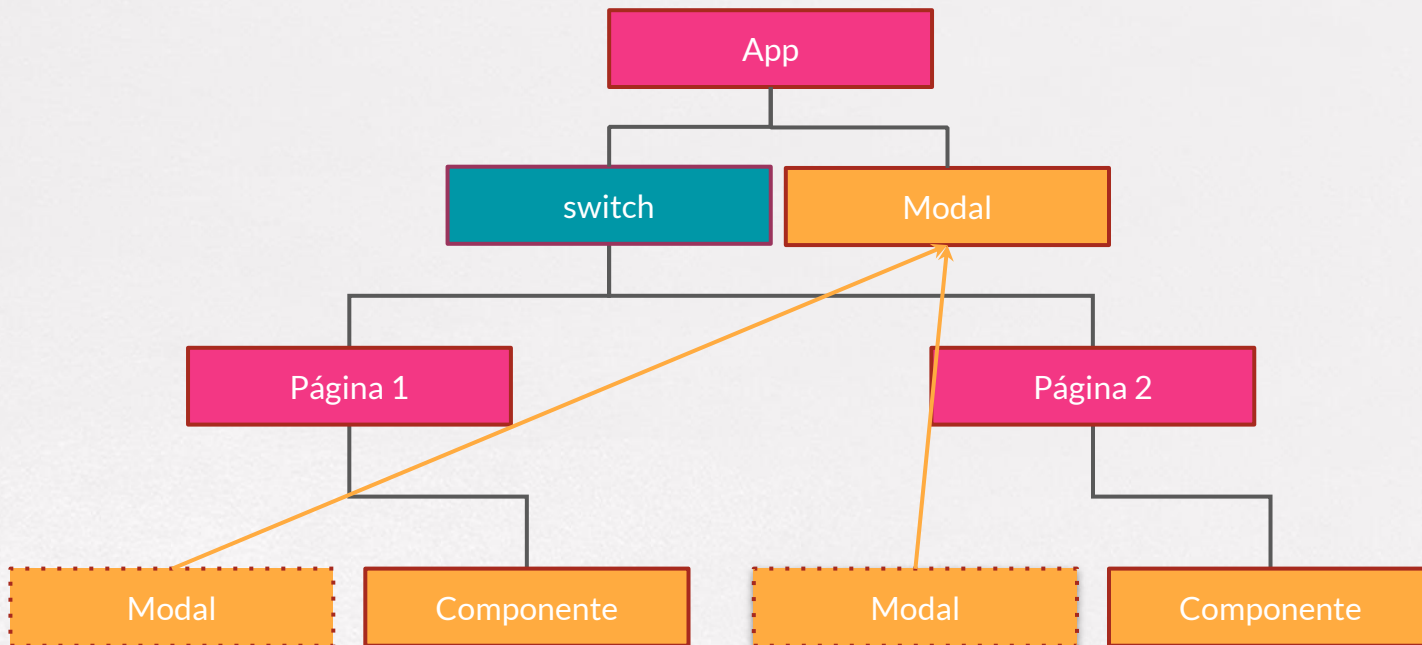 App
switch
Modal
Página 1
Página 2
Modal
Componente
Modal
Componente